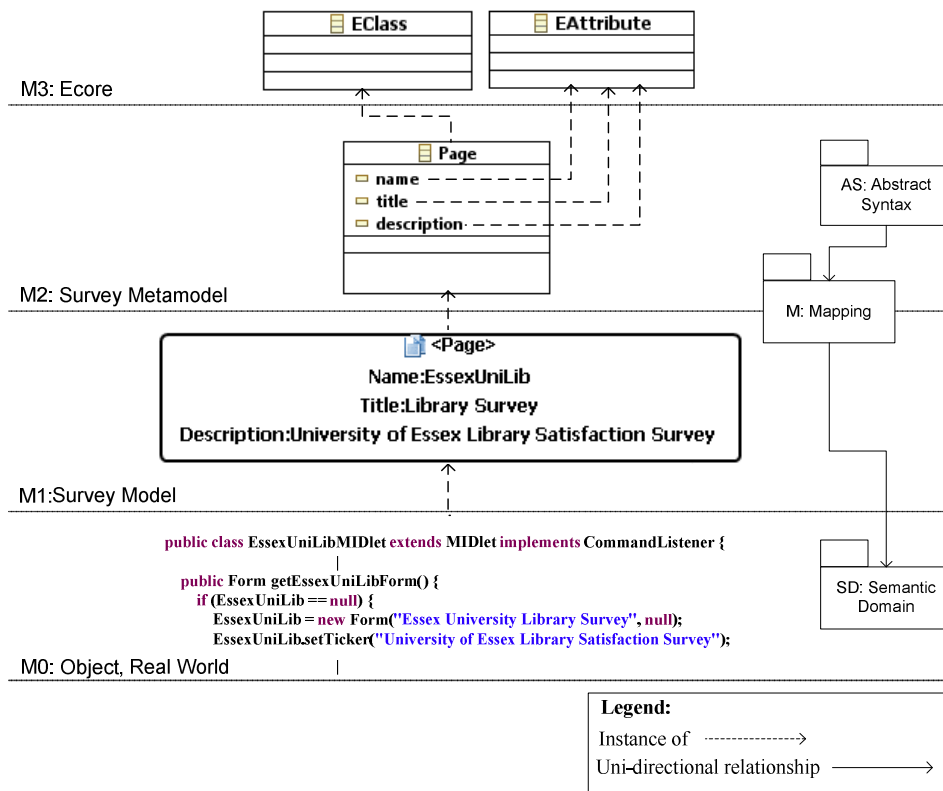 EClass
EAttribute
M3: Ecore
Page
name
title
description
AS: Abstract
Syntax
M2: Survey Metamodel
M: Mapping
<Page>
Name:EssexUniLib
Title:Library Survey
Description:University of Essex Library Satisfaction Survey
M1:Survey Model
public class EssexUniLibMIDlet extends MIDlet implements CommandListener {
public Form getEssexUniLibForm() {
if (EssexUniLib == null) {
EssexUniLib = new Form("Essex University Library Survey", null);
EssexUniLib.setTicker("University of Essex Library Satisfaction Survey");
SD: Semantic
Domain
M0: Object, Real World
Legend:
Instance of
Uni-directional relationship